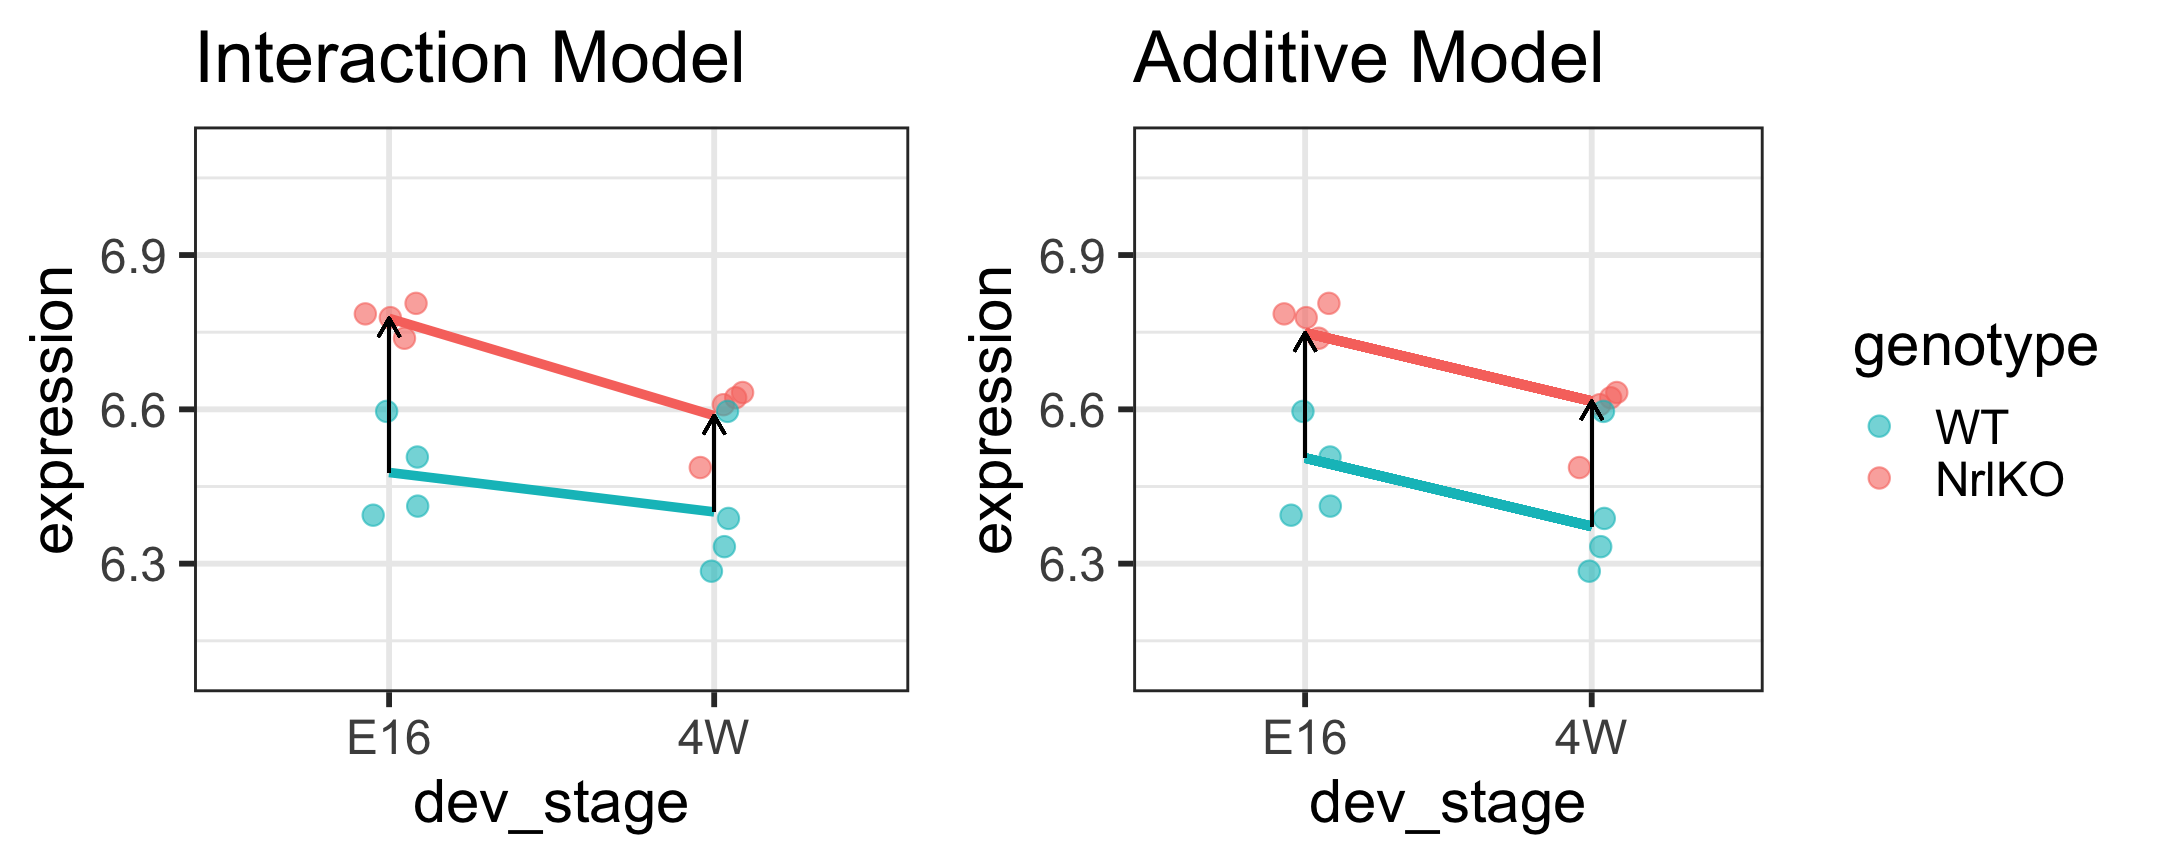 Interaction Model
expression
6.9
6.6
6.3
E16 4W
dev_stage
Additive Model
expression
6.9
6.6
6.3
E16 4W
dev_stage
genotype
WT
NrlKO